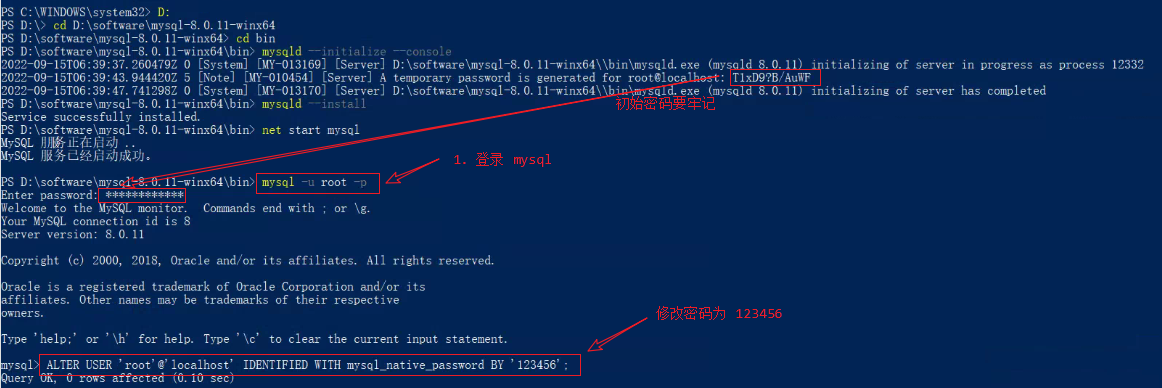 PS C:\WINDOWS\system32> D:
PS D:\> cd D:\software\mysql-8.0.11-winx64
PS D:\software\mysql-8.0.11-winx64> cd bin
PS D:\software\mysql-8.0.11-winx64\bin> mysqld --initialize --console
2022-09-15T06:39:37.260479Z 0 [System] [MY-013169] [Server] D:\software\mysql-8.0.11-winx64\\bin\mysqld.exe (mysqld 8.0.11) initializing of server in progress as process 12332
2022-09-15T06:39:43.944420Z 5 [Note] [MY-010454] [Server] A temporary password is generated for root@localhost: T1xD9?B/AuWF
2022-09-15T06:39:47.741298Z 0 [System] [MY-013170] [Server] D:\software\mysql-8.0.11-winx64\\bin\mysqld.exe (mysqld 8.0.11) initializing of server has completed
PS D:\software\mysql-8.0.11-winx64\bin> mysqld --install
初始密码要牢记
Service successfully installed.
PS D:\software\mysql-8.0.11-winx64\bin> net start mysql
MySQL 服务正在启动 ..
MySQL 服务已经启动成功。
1. 登录 mysql
PS D:\software\mysql-8.0.11-winx64\bin> mysql -u root -p
Enter password: ************
Welcome to the MySQL monitor.  Commands end with ; or \g.
Your MySQL connection id is 8
Server version: 8.0.11
Copyright (c) 2000, 2018, Oracle and/or its affiliates. All rights reserved.
Oracle is a registered trademark of Oracle Corporation and/or its
affiliates. Other names may be trademarks of their respective
owners.
修改密码为 123456
Type 'help;' or '\h' for help. Type '\c' to clear the current input statement.
mysql> ALTER USER 'root'@'localhost' IDENTIFIED WITH mysql_native_password BY '123456';
Query OK, 0 rows affected (0.10 sec)